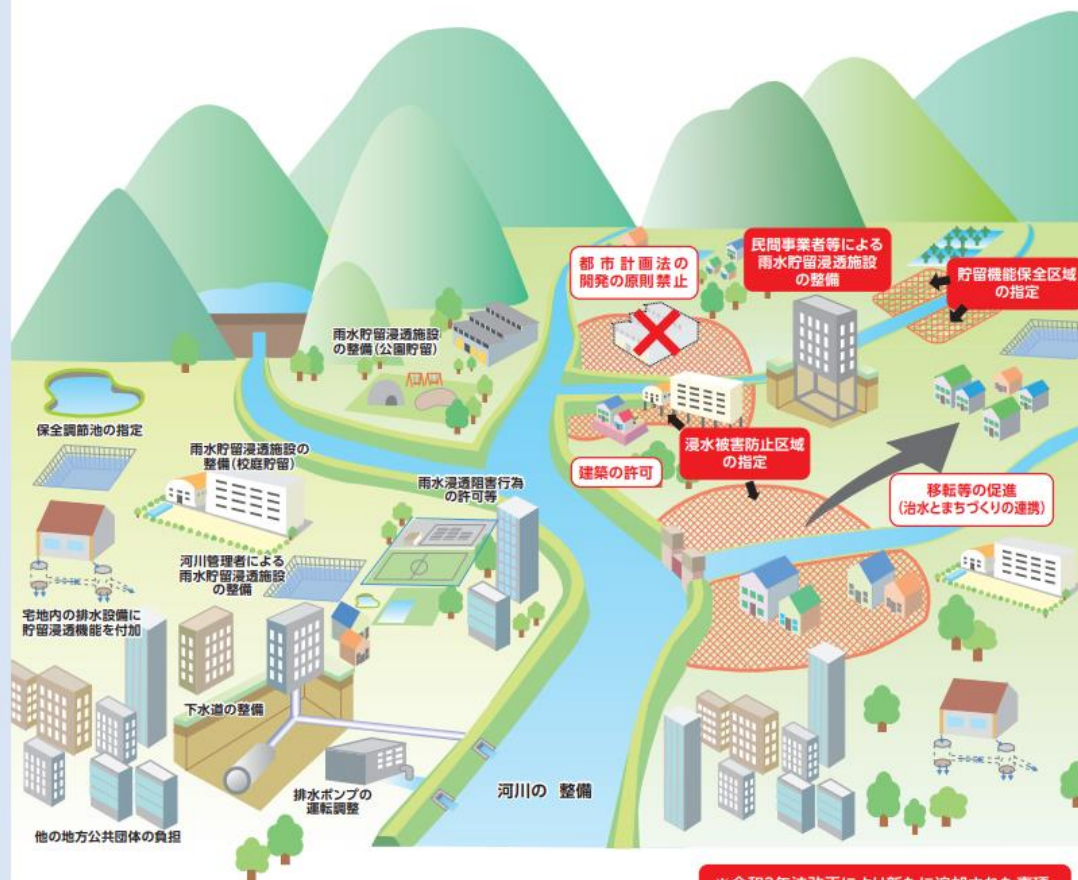 都市計画法の
開発の原則禁止
民間事業者等による
雨水貯留浸透施設
の整備
貯留機能保全区域
の指定
雨水貯留浸透施設
の整備(公園貯留)
保全調節池の指定
雨水貯留浸透施設の
整備(校庭貯留)
雨水浸透阻害行為
の許可等
建築の許可
浸水被害防止区域
の指定
移転等の促進
(治水とまちづくりの連携)
河川管理者による
雨水貯留浸透施設
の整備
宅地内の排水設備に
貯留浸透機能を付加
下水道の整備
排水ポンプの
運転調整
河川の 整備
他の地方公共団体の負担